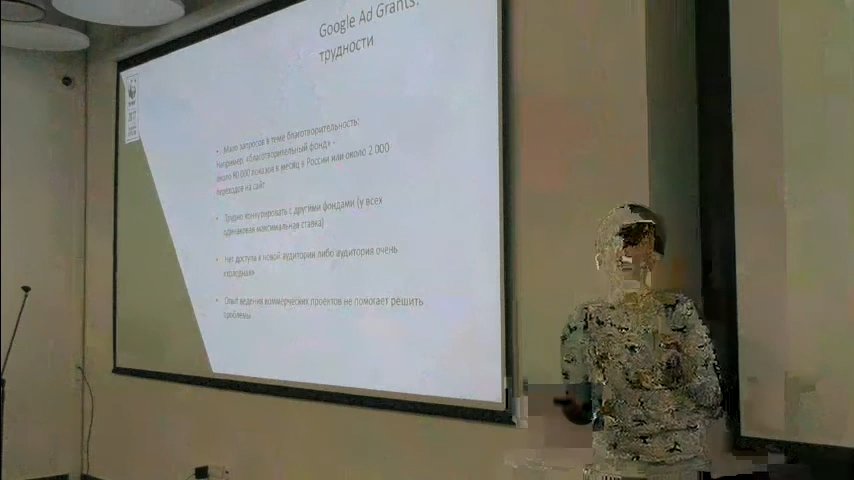 Google Ad Grants:
трудности
• Мало запросов в теме благотворительность:
Например, «благотворительный фонд» -
около 40 000 показов в месяц в России или около 2 000
переходов на сайт
• Трудно конкурировать с другими фондами (у всех
одинаковая максимальная ставка)
• Нет доступа к новой аудитории либо аудитория очень
«холодная»
• Опыт ведения коммерческих проектов не помогает решить
проблемы